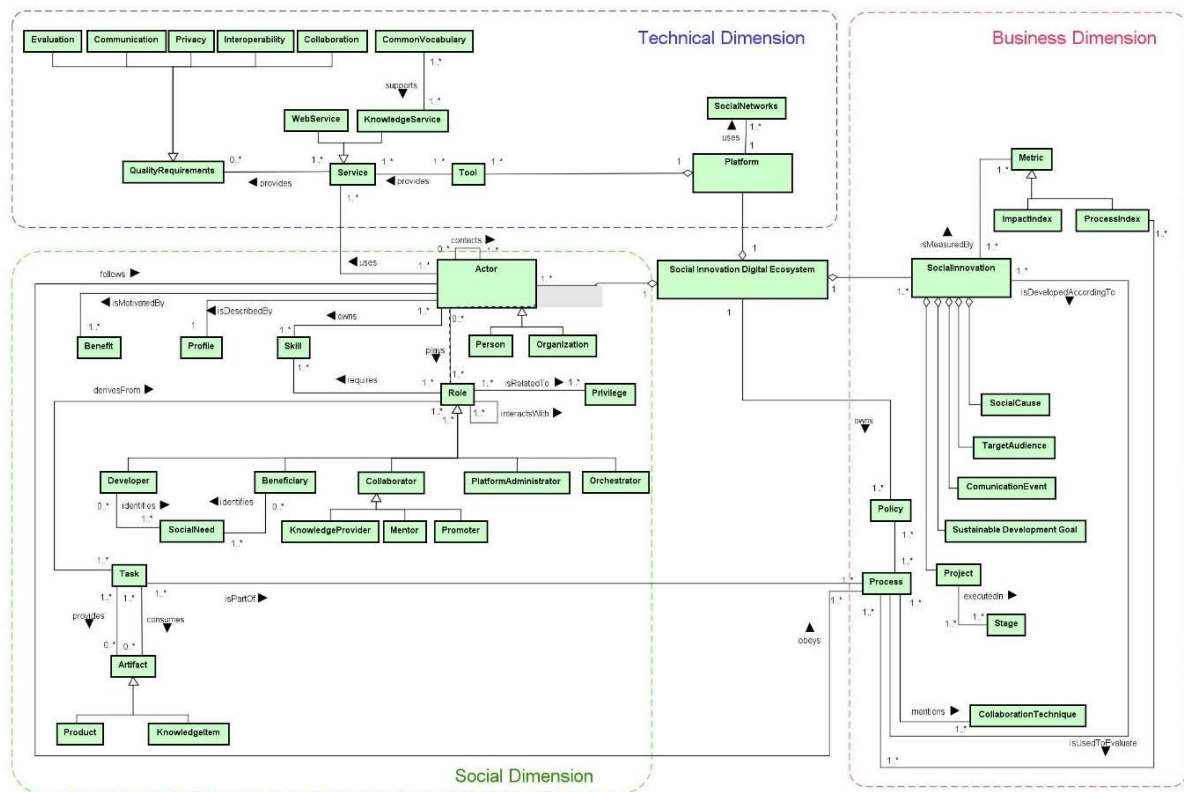 Technical Dimension
Business Dimension
Evaluation
Communication
Privacy
Interoperability
Collaboration
CommonVocabulary
1..*
supports
1..*
WebService
KnowledgeService
SocialNetworks
1..*
uses
1
QualityRequirements
0..*
provides
1..*
Service
1..*
provides
1..*
Tool
1..*
1
Platform
1..*
uses
1..*
1
Metric
1..*
ImpactIndex
ProcessIndex
1..*
isMeasuredBy
1..*
contacts
0..*
1..*
Actor
1..*
1
Social Innovation Digital Ecosystem
1
1
SocialInnovation
1..*
1..*
isDevelopedAccordingTo
follows
isMotivatedBy
1..*
Benefit
isDescribedBy
1
Profile
owns
1..*
1..*
Skill
1..*
0..*
plays
1..*
Person
Organization
requires
1..*
Role
1..*
isRelatedTo
1..*
Privilege
derivesFrom
1..*
1..*
1..*
interactsWith
owns
1..*
Policy
1..*
SocialCause
TargetAudience
ComunicationEvent
Sustainable Development Goal
Developer
Beneficiary
Collaborator
PlatformAdministrator
Orchestrator
0..*
identifies
1..*
SocialNeed
identifies
0..*
1..*
KnowledgeProvider
Mentor
Promoter
1..*
Task
1..*
1..*
1..*
isPartOf
1..*
Process
1..*
1..*
1..*
1..*
Project
executedIn
1..*
1..*
Stage
provides
consumes
0..*
0..*
obeys
Artifact
Product
KnowledgeItem
mentions
1..*
CollaborationTechnique
isUsedToEvaluate
1..*
Social Dimension